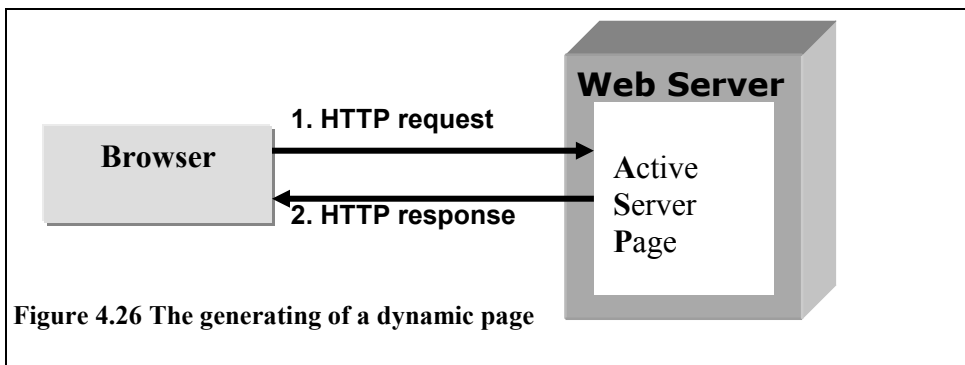 Web Server
1. HTTP request
Browser
Active
Server
Page
2. HTTP response
Figure 4.26 The generating of a dynamic page